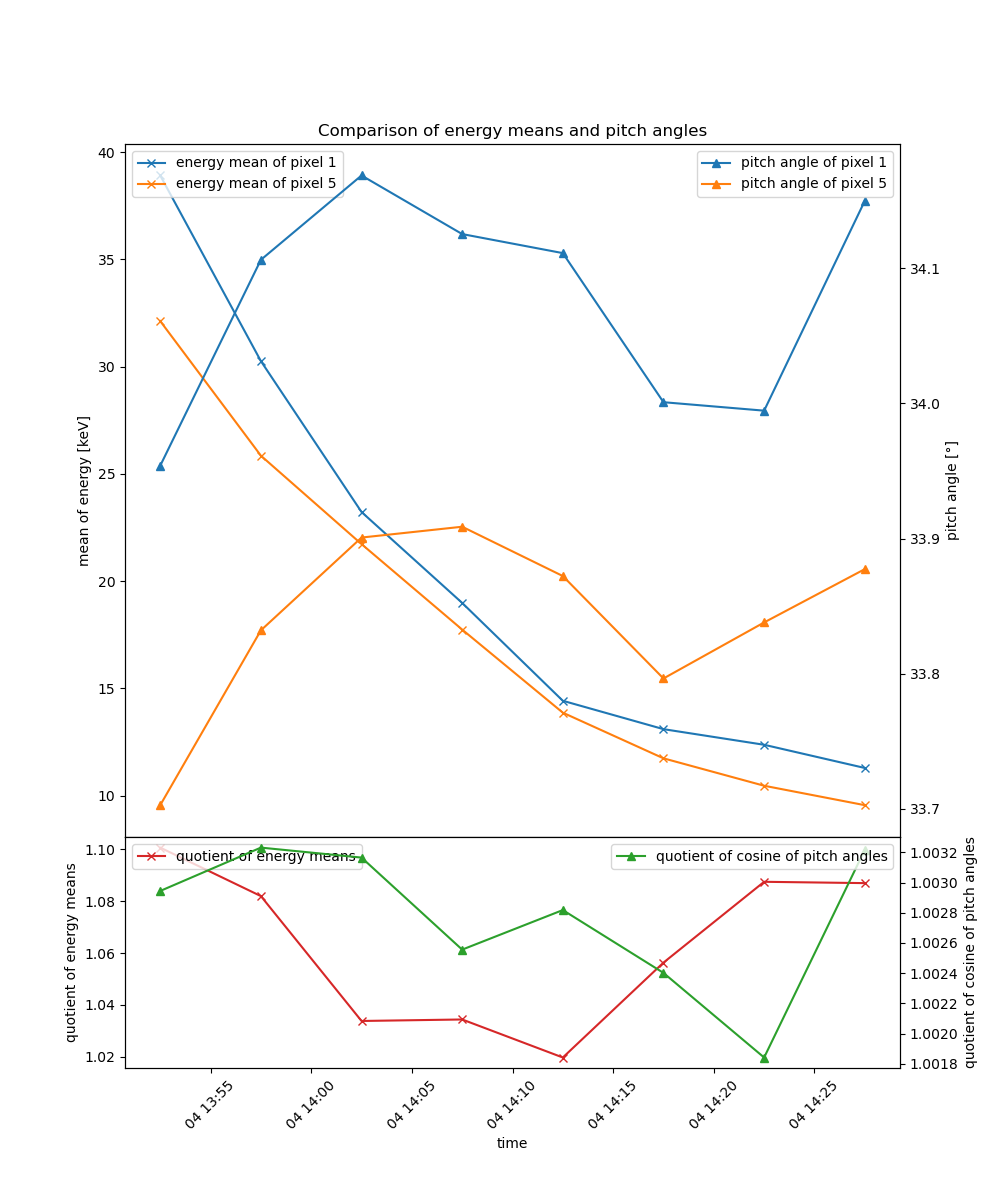 Comparison of energy means and pitch angles
energy mean of pixel 1
energy mean of pixel 5
pitch angle of pixel 1
pitch angle of pixel 5
mean of energy [keV]
40
35
30
25
20
15
10
pitch angle [°]
34.1
34.0
33.9
33.8
33.7
quotient of energy means
quotient of cosine of pitch angles
quotient of energy means
1.10
1.08
1.06
1.04
1.02
quotient of cosine of pitch angles
1.0032
1.0030
1.0028
1.0026
1.0024
1.0022
1.0020
1.0018
04 13:55
04 14:00
04 14:05
04 14:10
04 14:15
04 14:20
04 14:25
time